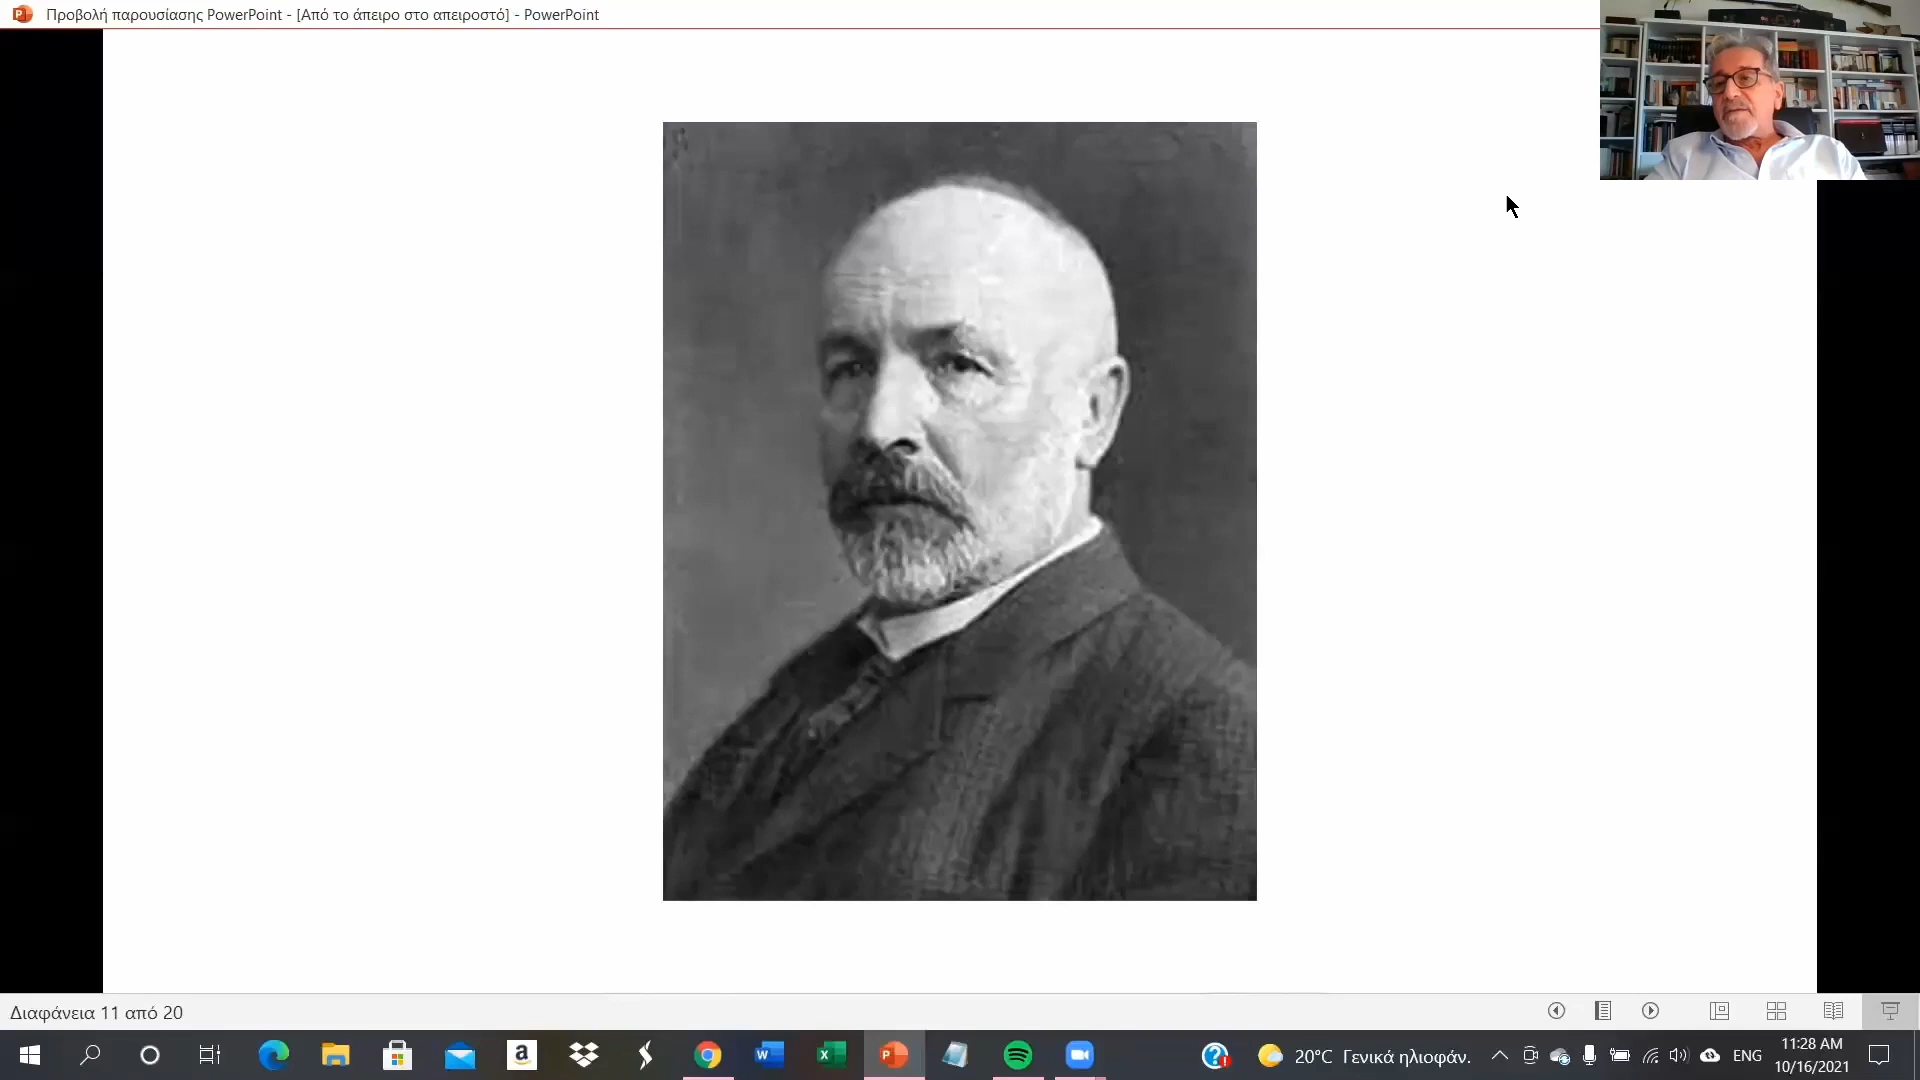 Προβολή παρουσίασης PowerPoint - [Από το άπειρο στο απειροστό] - PowerPoint
Διαφάνεια 11 από 20
20°C Γενικά ηλιοφάν.
ENG
11:28 AM
10/16/2021